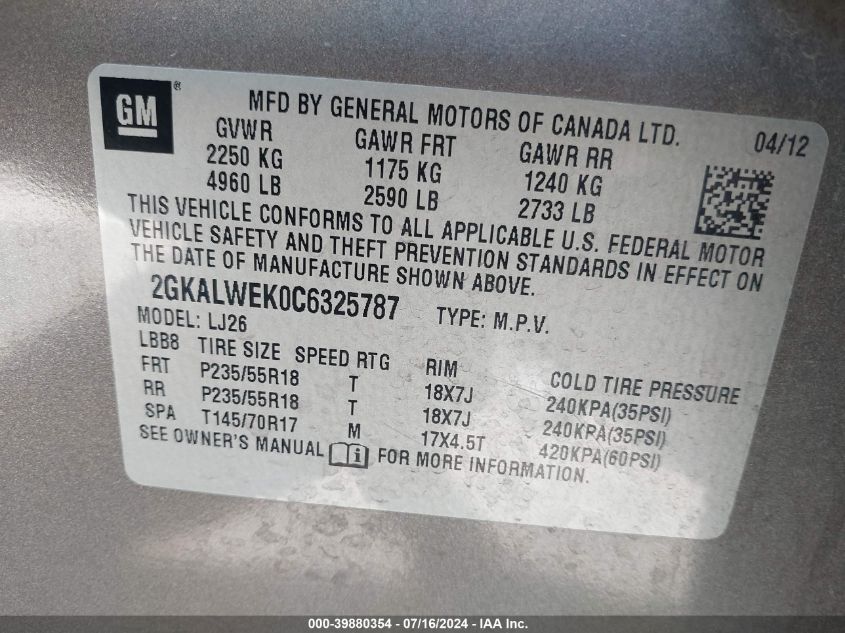 GM®
MFD BY GENERAL MOTORS OF CANADA LTD.
04/12
GVWR GAWR FRT GAWR RR
2250 KG 1175 KG 1240 KG
4960 LB 2590 LB 2733 LB
THIS VEHICLE CONFORMS TO ALL APPLICABLE U.S. FEDERAL MOTOR
VEHICLE SAFETY AND THEFT PREVENTION STANDARDS IN EFFECT ON
THE DATE OF MANUFACTURE SHOWN ABOVE.
2GKALWEK0C6325787 TYPE: M.P.V.
MODEL: LJ26
LBB8 TIRE SIZE SPEED RTG RIM COLD TIRE PRESSURE
FRT P235/55R18 T 18X7J 240KPA(35PSI)
RR P235/55R18 T 18X7J 240KPA(35PSI)
SPA T145/70R17 M 17X4.5T 420KPA(60PSI)
SEE OWNER'S MANUAL i FOR MORE INFORMATION.
000-39880354 - 07/16/2024 - IAA Inc.